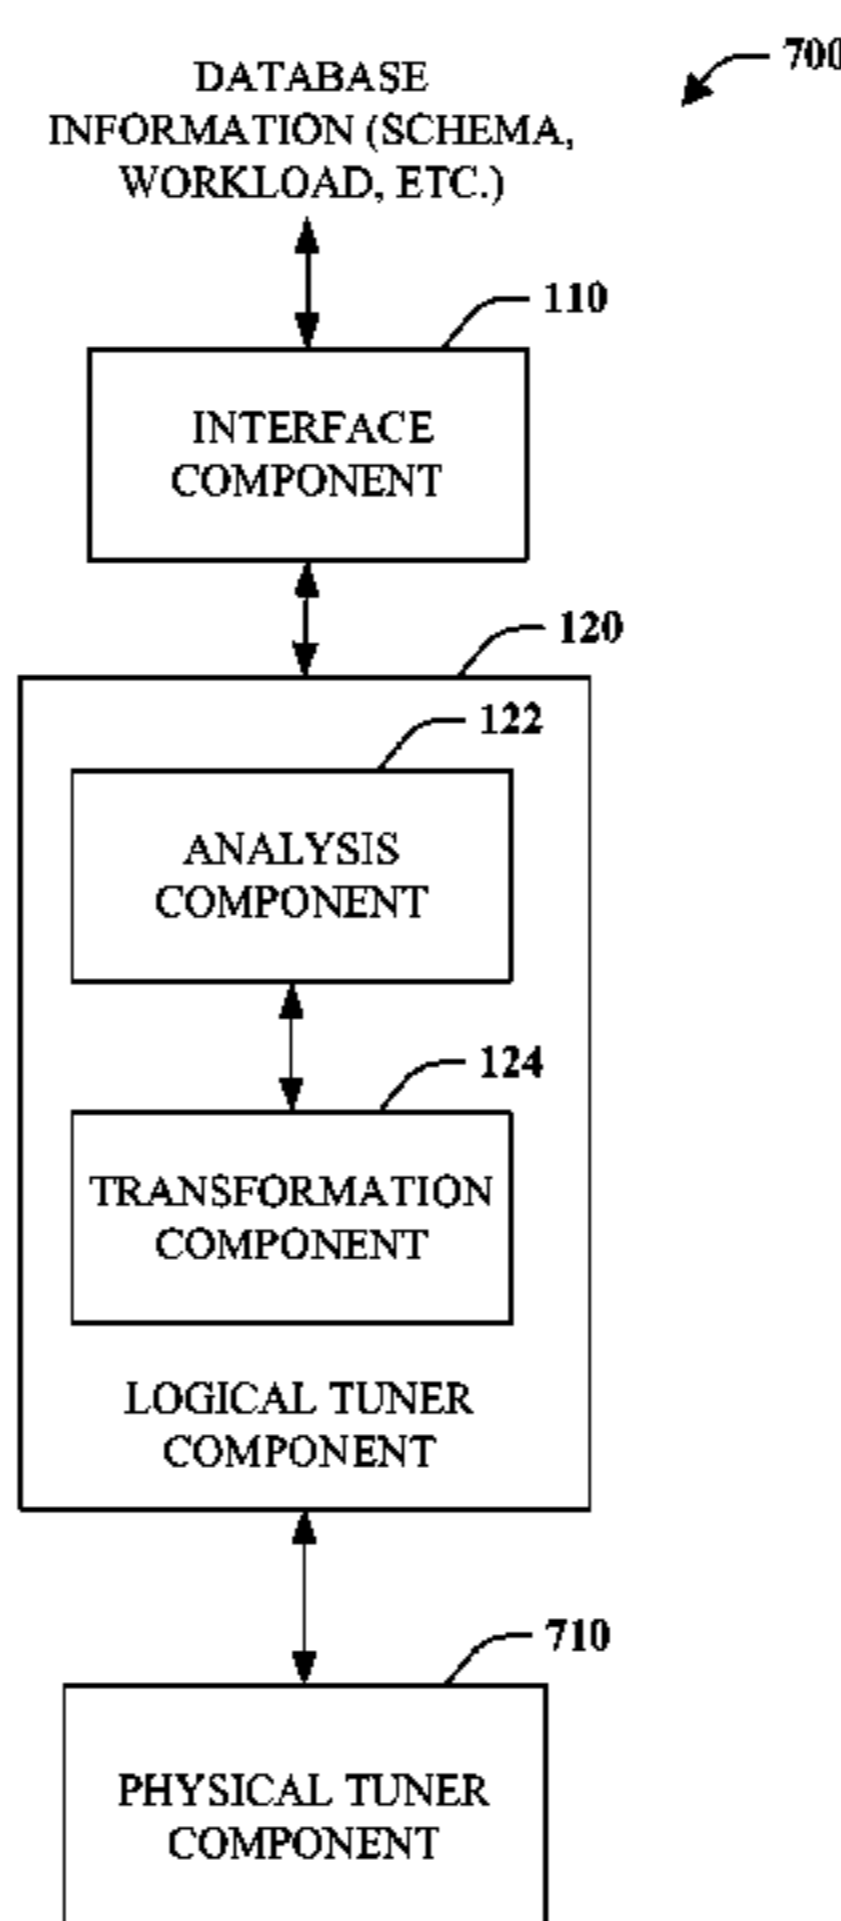 700
DATABASE
INFORMATION (SCHEMA,
WORKLOAD, ETC.)
110
INTERFACE
COMPONENT
120
122
ANALYSIS
COMPONENT
124
TRANSFORMATION
COMPONENT
LOGICAL TUNER
COMPONENT
710
PHYSICAL TUNER
COMPONENT